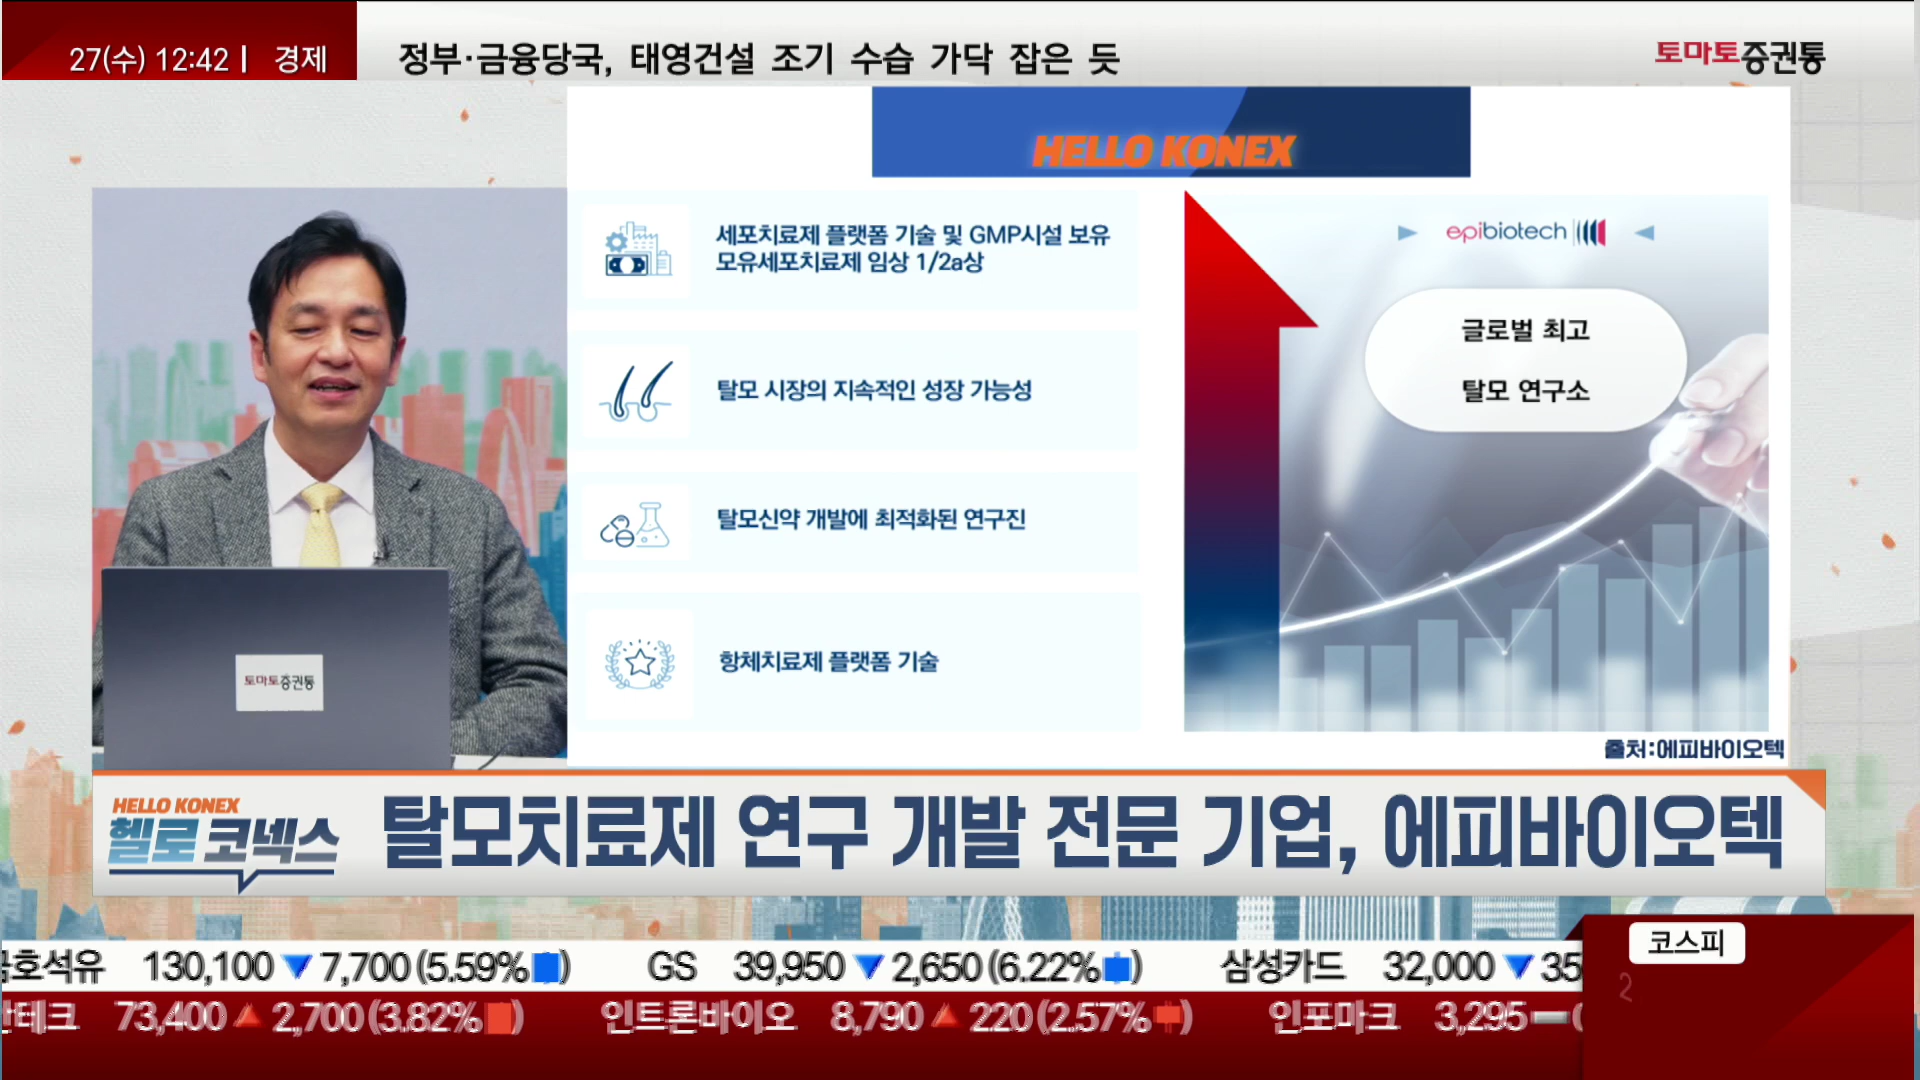 27(수) 12:42 | 경제
정부·금융당국, 태영건설 조기 수습 가닥 잡은 듯
토마토증권통
HELLO KONEX
세포치료제 플랫폼 기술 및 GMP시설 보유
모유세포치료제 임상 1/2a상
탈모 시장의 지속적인 성장 가능성
탈모신약 개발에 최적화된 연구진
항체치료제 플랫폼 기술
epibiotech
글로벌 최고
탈모 연구소
출처:에피바이오텍
토마토증권통
HELLO KONEX
헬로 코넥스
탈모치료제 연구 개발 전문 기업, 에피바이오텍
호석유 130,100 ▼ 7,700 (5.59%) GS 39,950 ▼ 2,650 (6.22%) 삼성카드 32,000 ▼ 35
테크 73,400 ▲ 2,700 (3.82%) 인트론바이오 8,790 ▲ 220 (2.57%) 인포마크 3,295 (
코스피
2